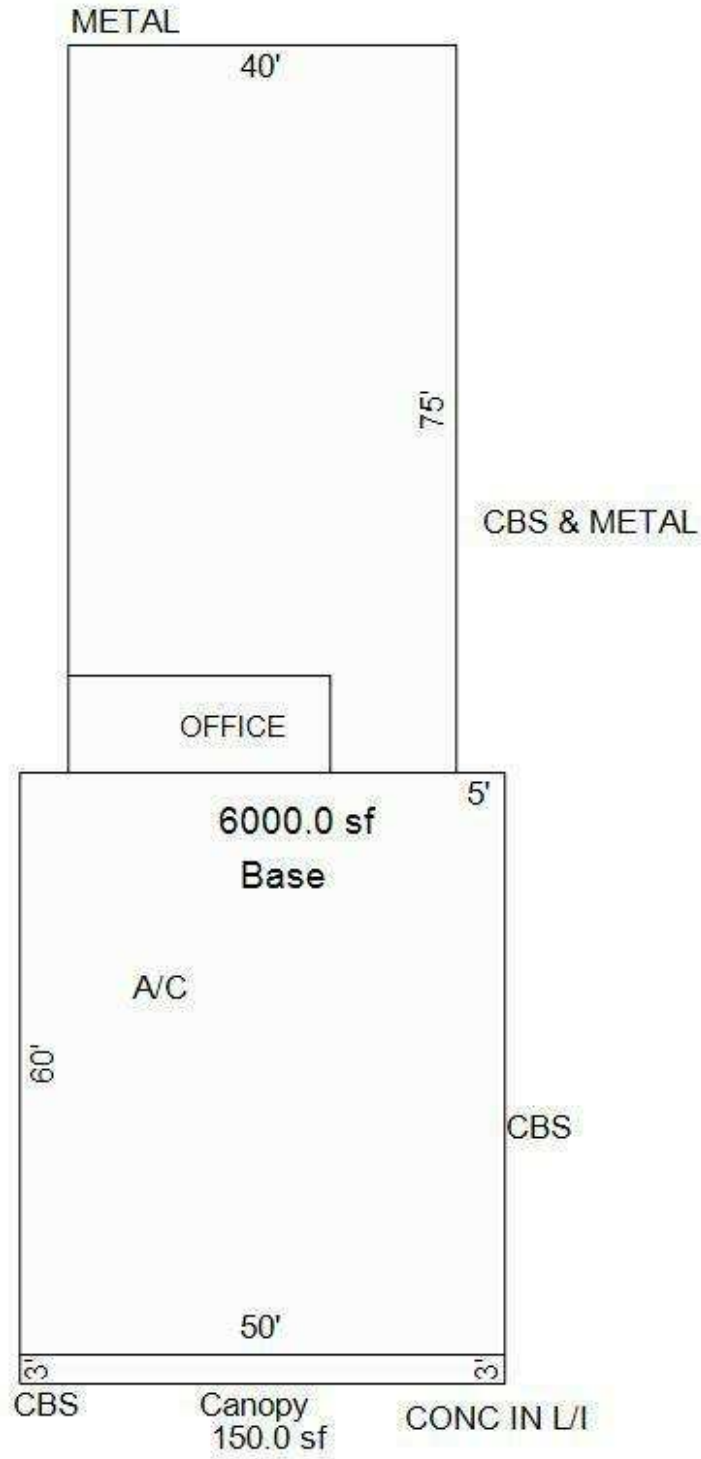 METAL
40'
75'
CBS & METAL
OFFICE
5'
6000.0 sf
Base
A/C
60'
CBS
50'
3'
3'
CBS
Canopy
CONC IN L/I
150.0 sf